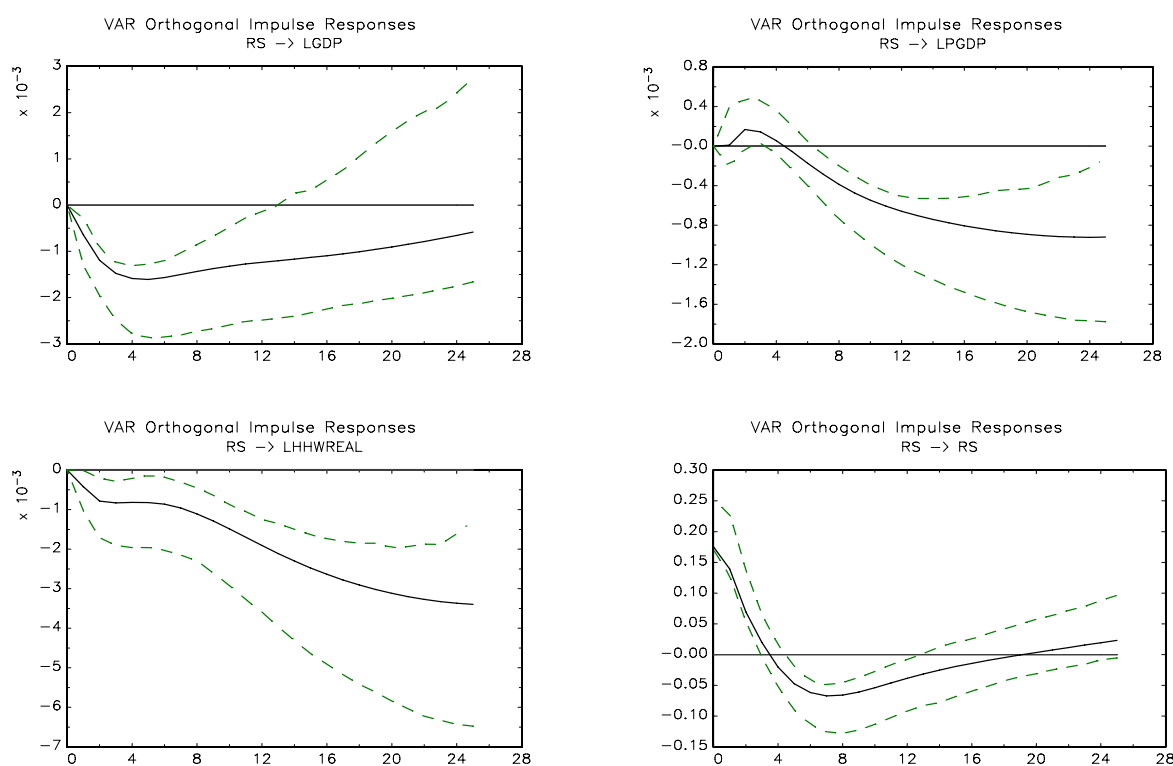 VAR Orthogonal Impulse Responses
RS -> LGDP
x 10⁻³
3
2
1
0
-1
-2
-3
0 4 8 12 16 20 24 28
VAR Orthogonal Impulse Responses
RS -> LPGDP
x 10⁻³
0.8
0.4
-0.0
-0.4
-0.8
-1.2
-1.6
-2.0
0 4 8 12 16 20 24 28
VAR Orthogonal Impulse Responses
RS -> LHHWREAL
x 10⁻³
0
-1
-2
-3
-4
-5
-6
-7
0 4 8 12 16 20 24 28
VAR Orthogonal Impulse Responses
RS -> RS
0.30
0.25
0.20
0.15
0.10
0.05
-0.00
-0.05
-0.10
-0.15
0 4 8 12 16 20 24 28